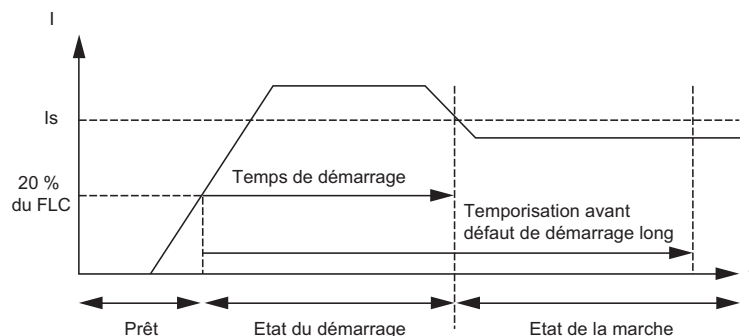 I
Is
20 %
du FLC
Temps de démarrage
Temporisation avant
défaut de démarrage long
Prêt
Etat du démarrage
Etat de la marche